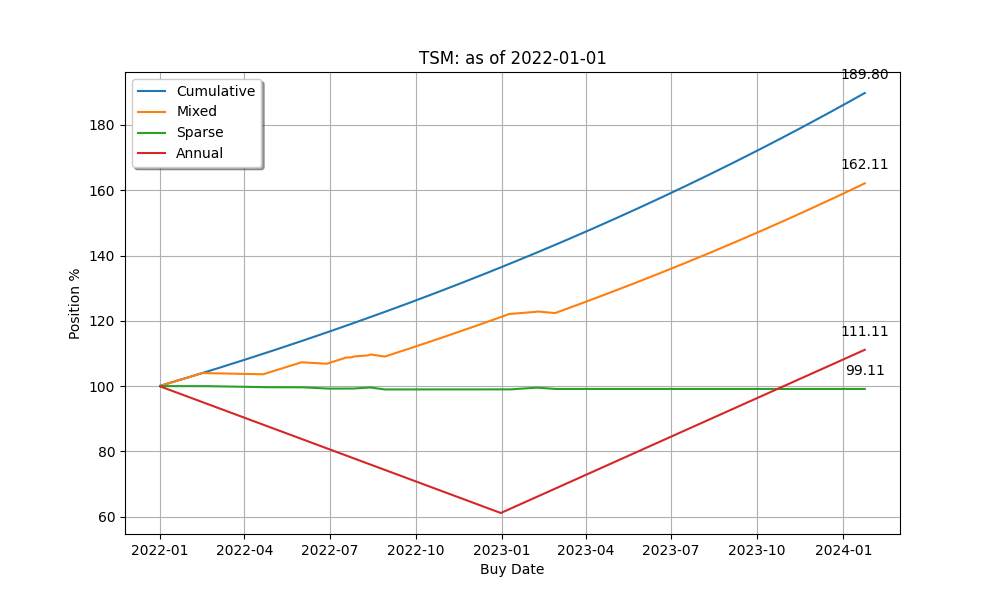 TSM: as of 2022-01-01
189.80
Cumulative
Mixed
Sparse
Annual
162.11
111.11
99.11
180
160
140
120
100
80
60
Position %
2022-01 2022-04 2022-07 2022-10 2023-01 2023-04 2023-07 2023-10 2024-01
Buy Date